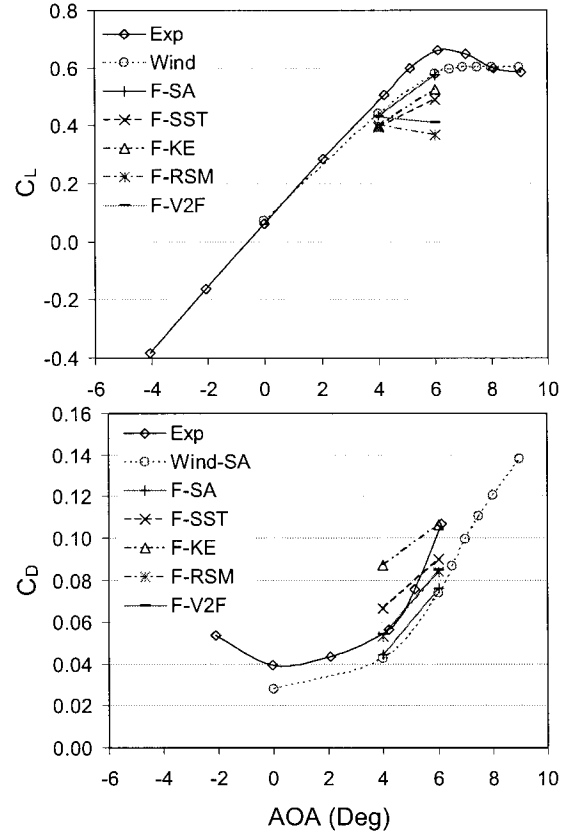 0.8
0.6
0.4
0.2
0.0
-0.2
-0.4
CL
Exp
Wind
F-SA
F-SST
F-KE
F-RSM
F-V2F
-6 -4 -2 0 2 4 6 8 10
0.16
0.14
0.12
0.10
0.08
0.06
0.04
0.02
0.00
CD
Exp
Wind-SA
F-SA
F-SST
F-KE
F-RSM
F-V2F
-6 -4 -2 0 2 4 6 8 10
AOA (Deg)